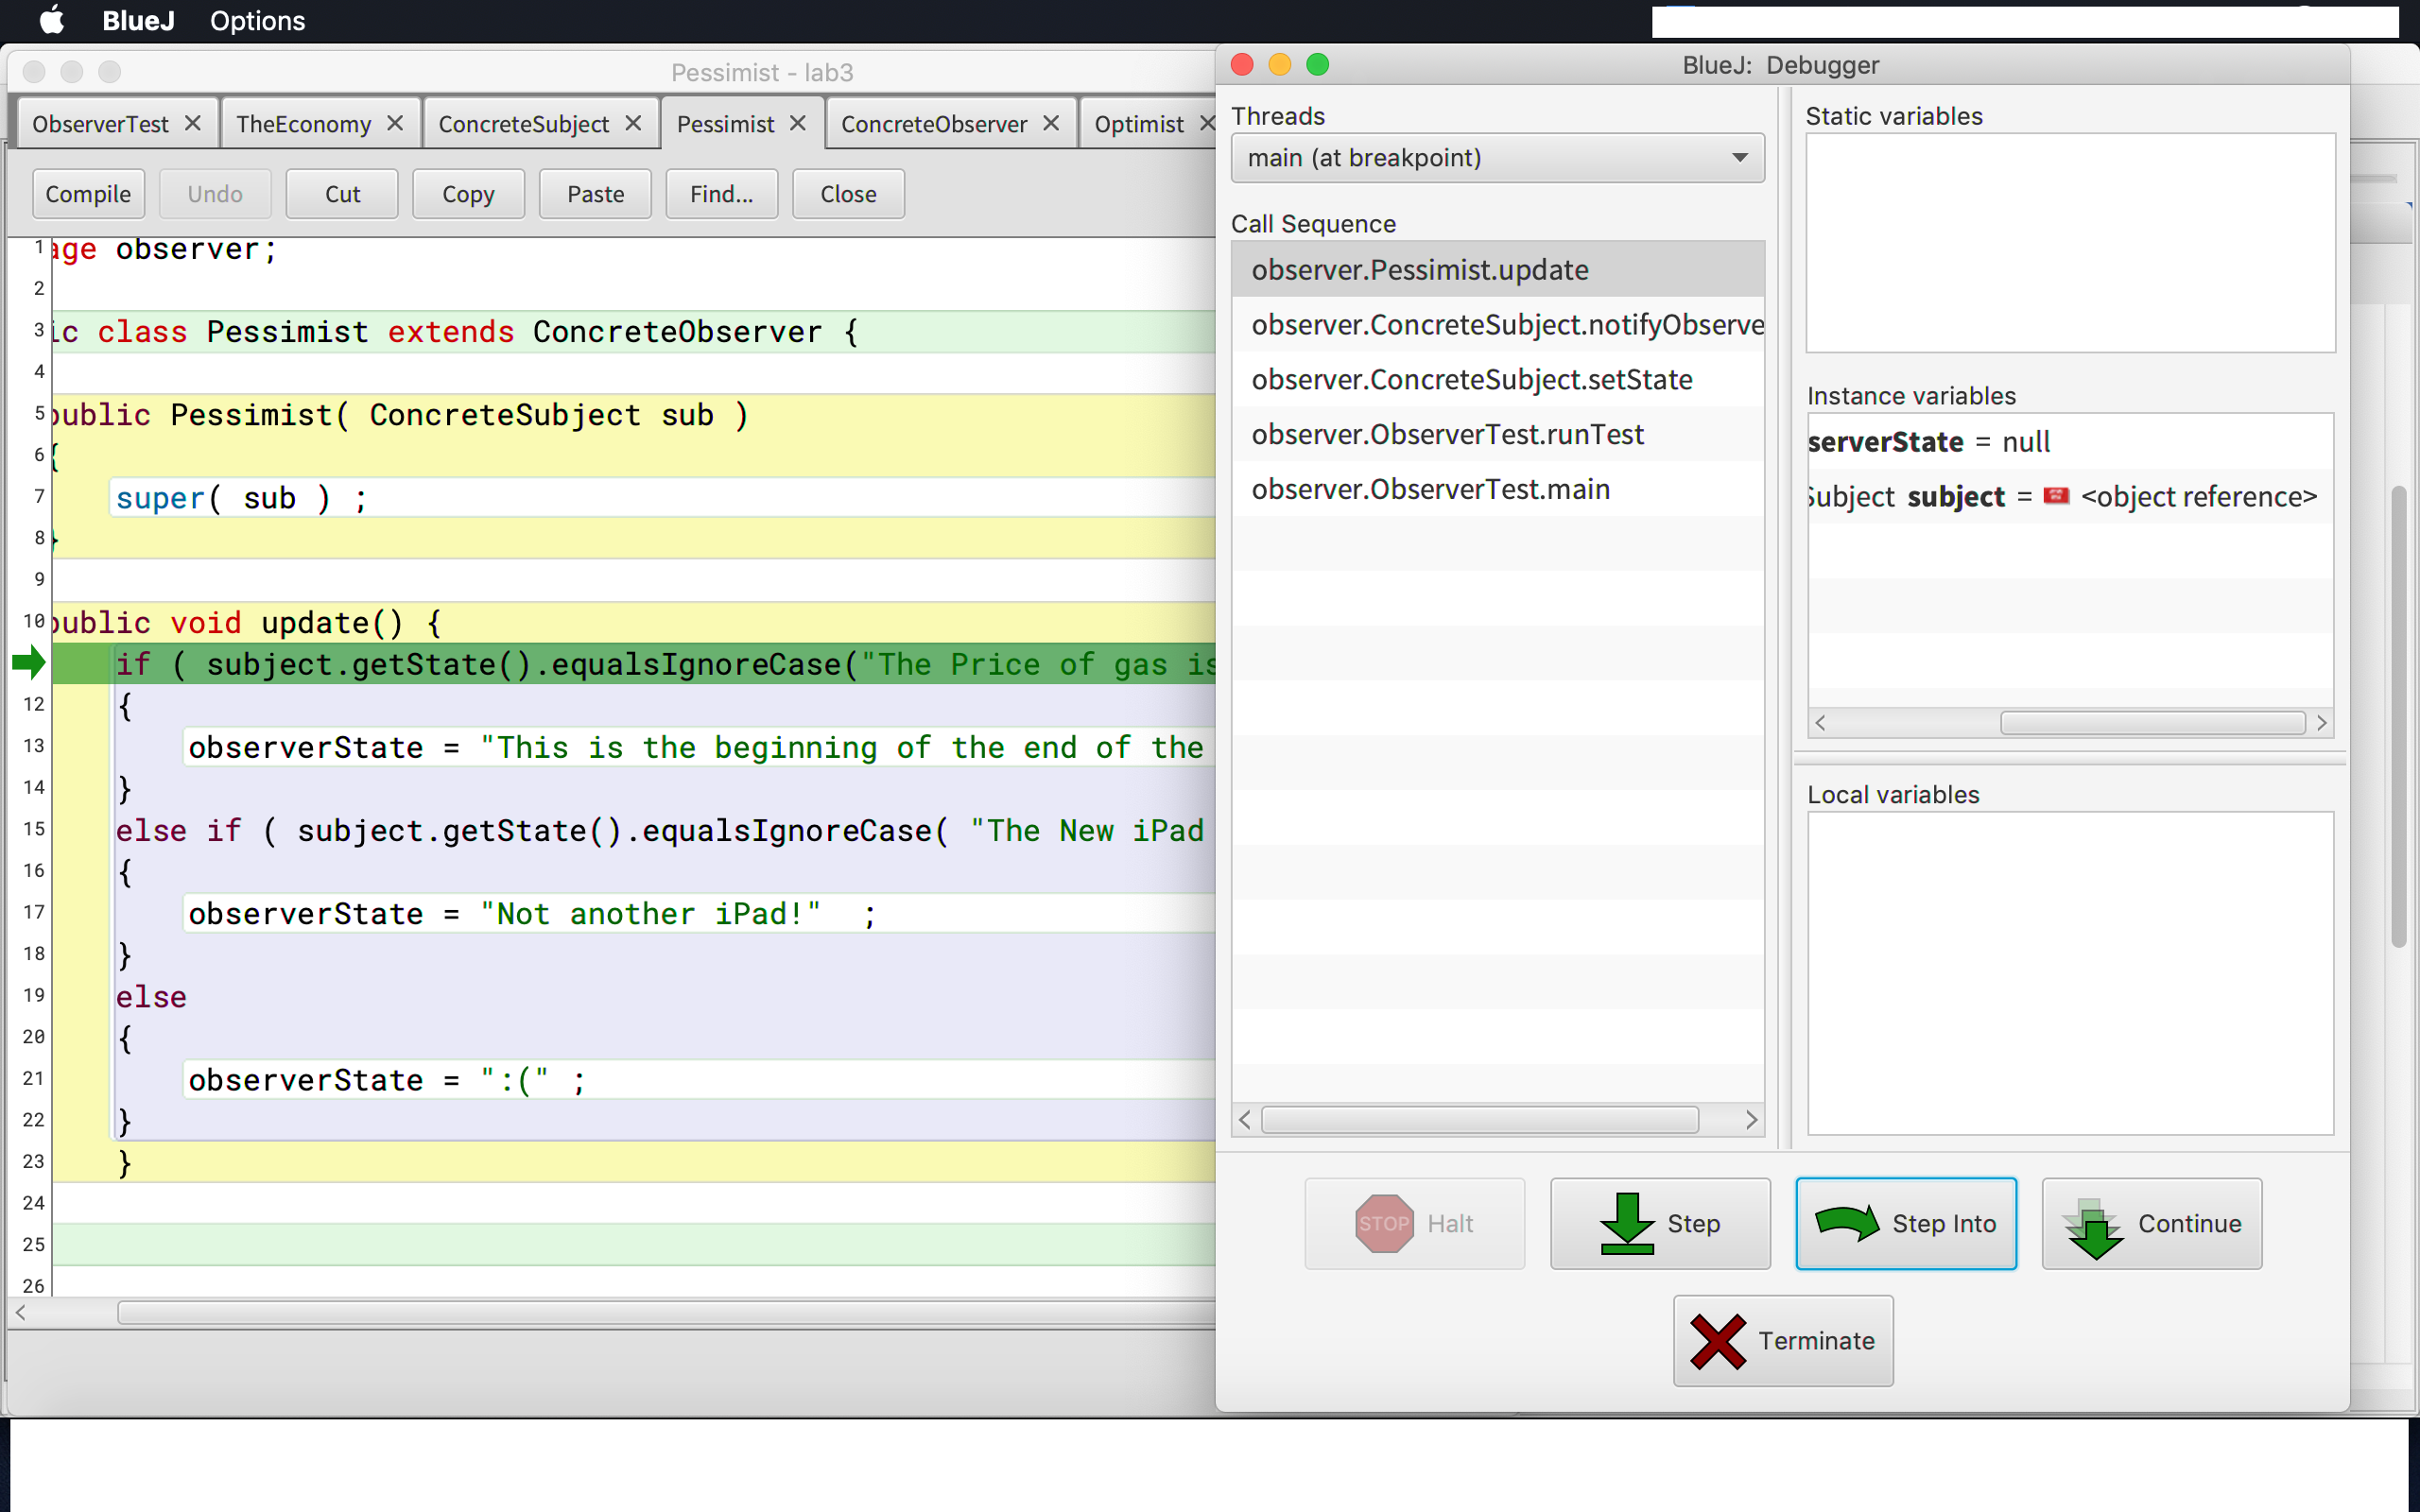 BlueJ Options
Pessimist - lab3
ObserverTest TheEconomy ConcreteSubject Pessimist ConcreteObserver Optimist
Compile Undo Cut Copy Paste Find... Close
1 age observer;
2
3 ic class Pessimist extends ConcreteObserver {
4
5 public Pessimist( ConcreteSubject sub )
6 {
7 super( sub ) ;
8 }
9
10 public void update() {
if ( subject.getState().equalsIgnoreCase("The Price of gas is
12 {
13 observerState = "This is the beginning of the end of the
14 }
15 else if ( subject.getState().equalsIgnoreCase( "The New iPad
16 {
17 observerState = "Not another iPad!" ;
18 }
19 else
20 {
21 observerState = ":(" ;
22 }
23 }
24
25
26
BlueJ: Debugger
Threads
main (at breakpoint)
Call Sequence
observer.Pessimist.update
observer.ConcreteSubject.notifyObserve
observer.ConcreteSubject.setState
observer.ObserverTest.runTest
observer.ObserverTest.main
Static variables
Instance variables
serverState = null
Subject subject = <object reference>
Local variables
STOP Halt
Step
Step Into
Continue
Terminate